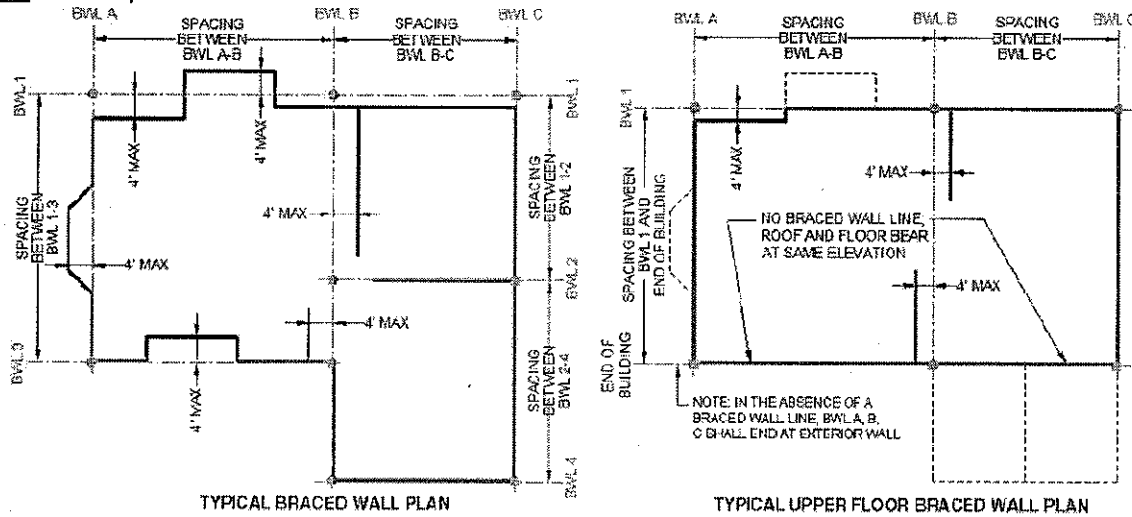 BWL A
BWL B
BWL C
SPACING
BETWEEN
BWL A-B
SPACING
BETWEEN
BWL B-C
BWL 1
BWL 1
4' MAX
4' MAX
SPACING
BETWEEN
BWL 1-3
SPACING
BETWEEN
BWL 1-2
4' MAX
4' MAX
BWL 2
4' MAX
BWL 3
4' MAX
SPACING
BETWEEN
BWL 2-4
BWL 4
TYPICAL BRACED WALL PLAN
BWL A
BWL B
BWL C
SPACING
BETWEEN
BWL A-B
SPACING
BETWEEN
BWL B-C
BWL 1
BWL 1
4' MAX
4' MAX
SPACING BETWEEN
BWL 1 AND
END OF BUILDING
NO BRACED WALL LINE,
ROOF AND FLOOR BEAR
AT SAME ELEVATION
4' MAX
END OF
BUILDING
NOTE: IN THE ABSENCE OF A
BRACED WALL LINE, BWL A, B,
C SHALL END AT EXTERIOR WALL
TYPICAL UPPER FLOOR BRACED WALL PLAN